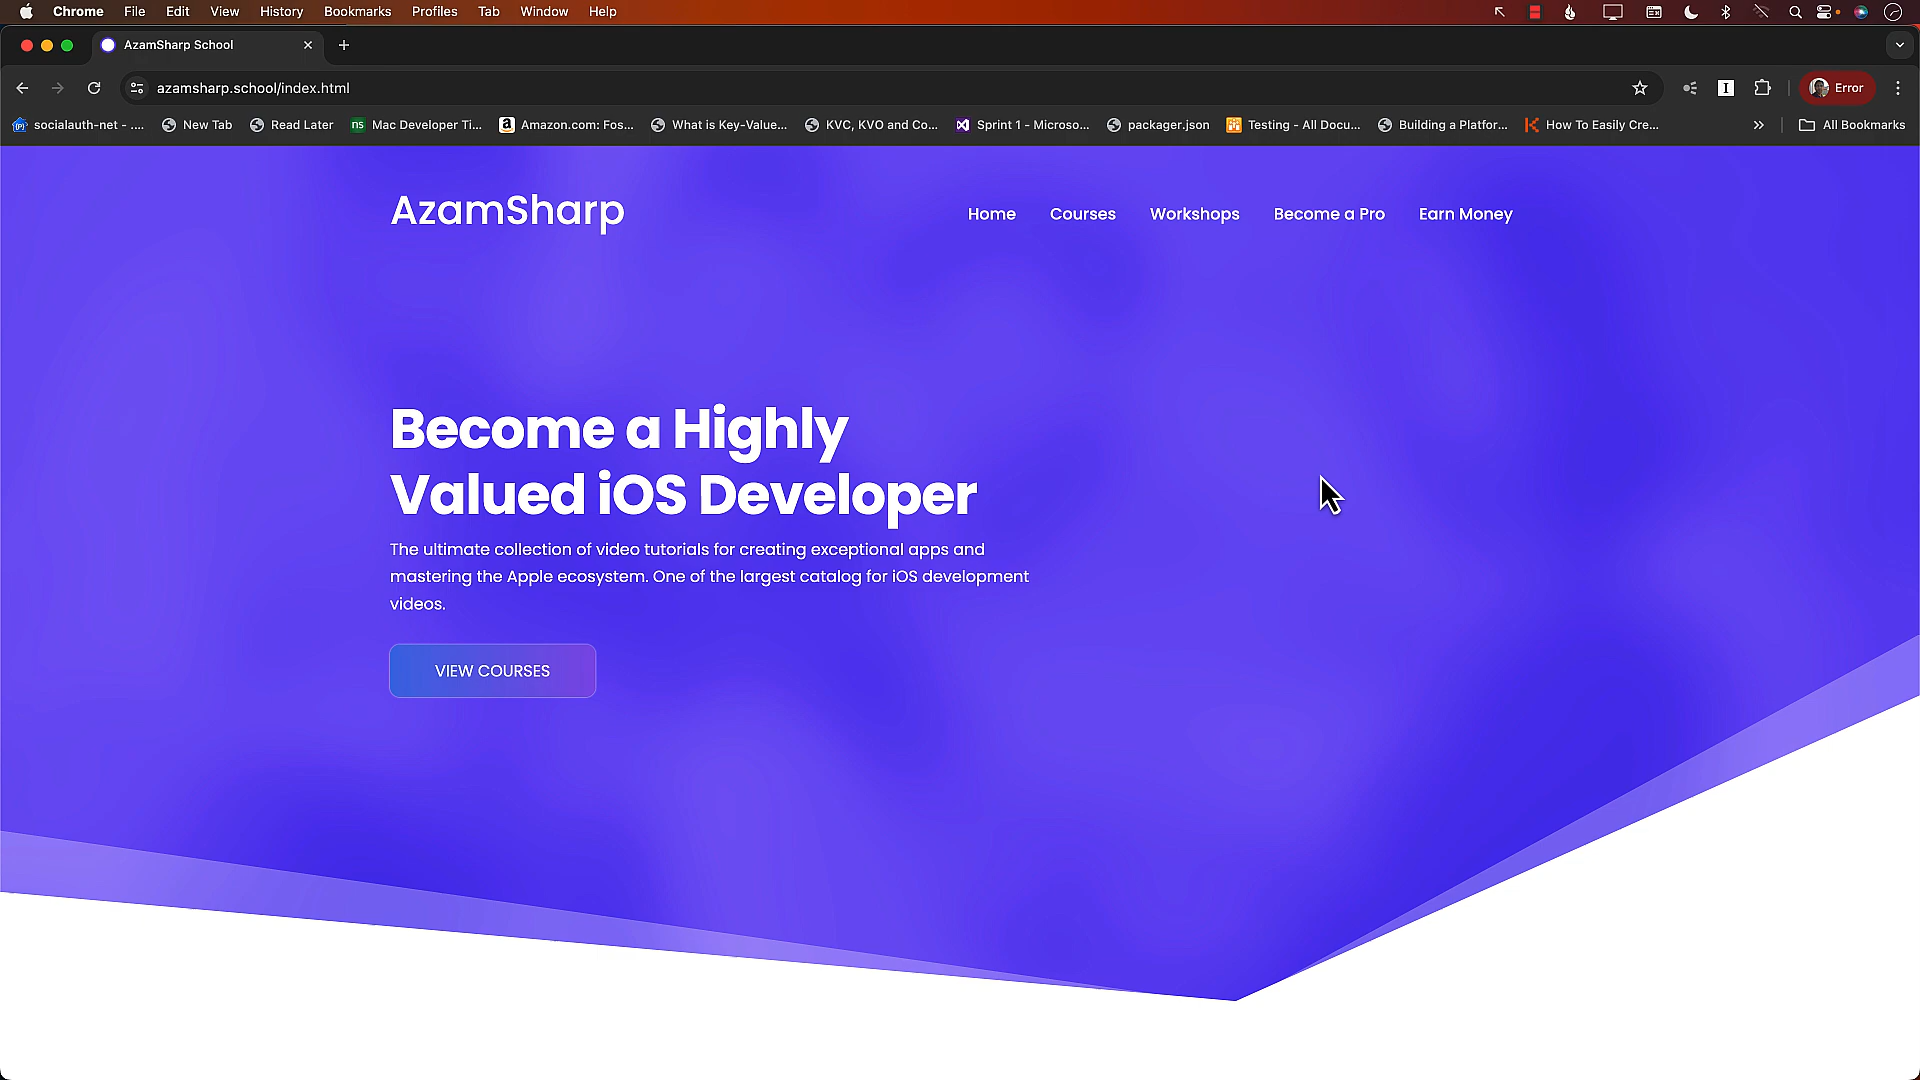 Chrome File Edit View History Bookmarks Profiles Tab Window Help
AzamSharp School
azamsharp.school/index.html
Error
socialauth-net - .... New Tab Read Later ns Mac Developer Ti... Amazon.com: Fos... What is Key-Value... KVC, KVO and Co... Sprint 1 - Microso... packager.json Testing - All Docu... Building a Platfor... How To Easily Cre... All Bookmarks
AzamSharp
Home Courses Workshops Become a Pro Earn Money
Become a Highly
Valued iOS Developer
The ultimate collection of video tutorials for creating exceptional apps and
mastering the Apple ecosystem. One of the largest catalog for iOS development
videos.
VIEW COURSES